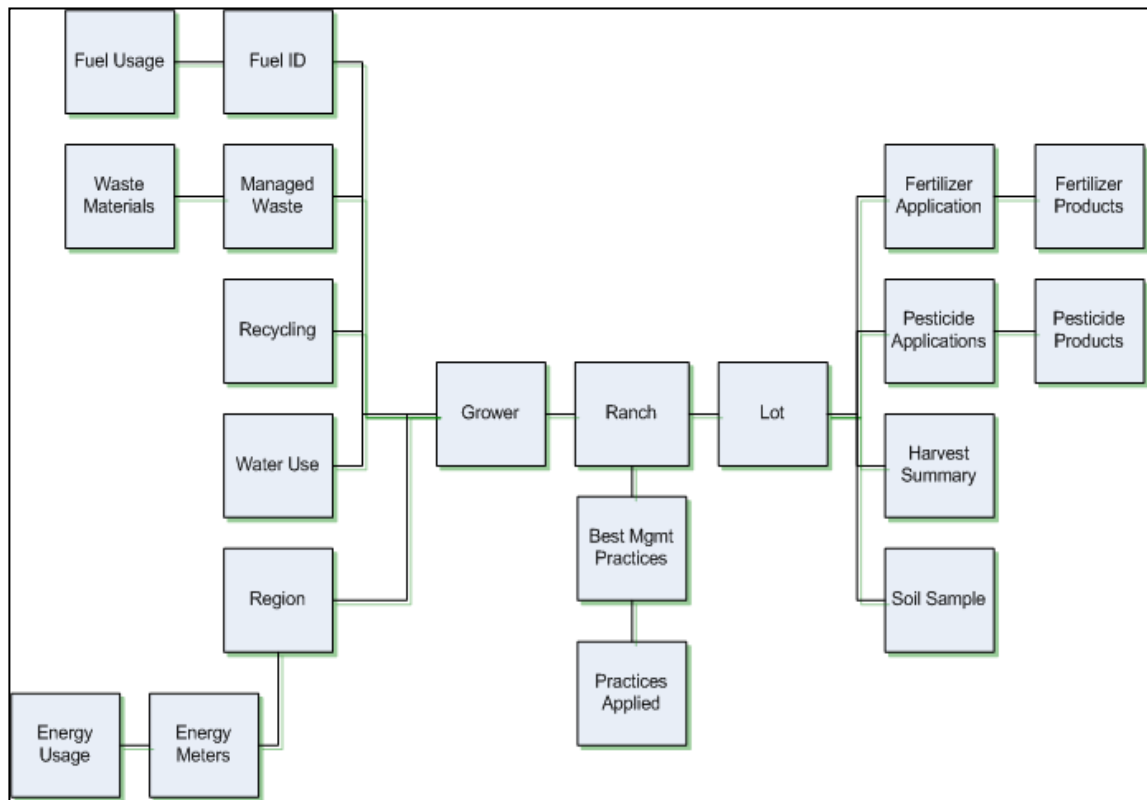 Fuel Usage
Fuel ID
Waste
Materials
Managed
Waste
Fertilizer
Application
Fertilizer
Products
Recycling
Pesticide
Applications
Pesticide
Products
Grower
Ranch
Lot
Water Use
Harvest
Summary
Best Mgmt
Practices
Region
Soil Sample
Practices
Applied
Energy
Usage
Energy
Meters